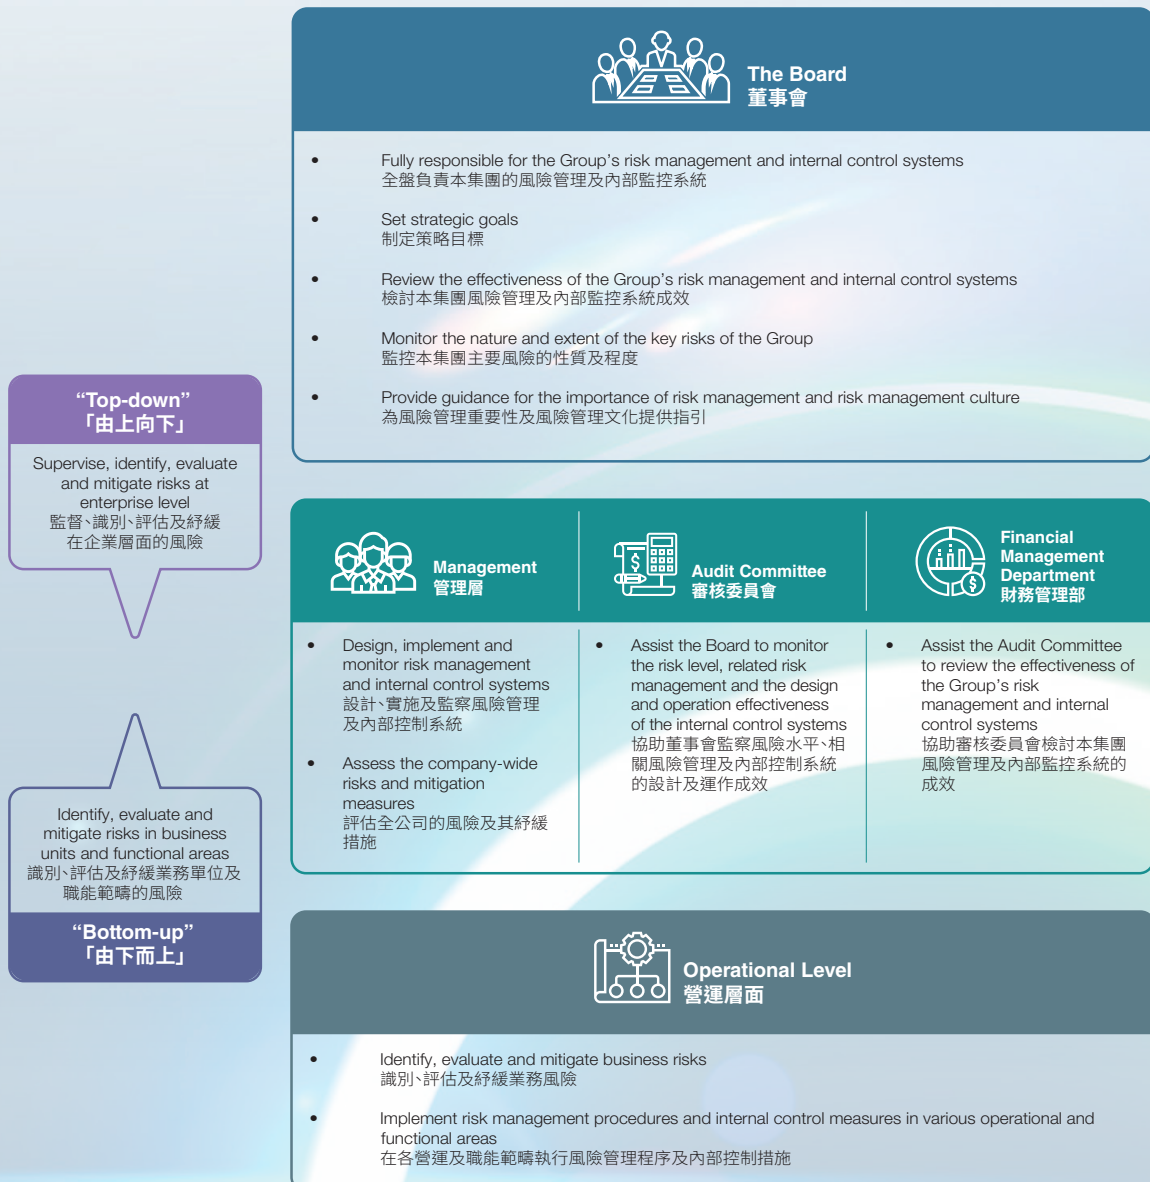 The Board
董事會
• Fully responsible for the Group’s risk management and internal control systems
全盤負責本集團的風險管理及內部監控系統
• Set strategic goals
制定策略目標
• Review the effectiveness of the Group’s risk management and internal control systems
檢討本集團風險管理及內部監控系統成效
• Monitor the nature and extent of the key risks of the Group
監控本集團主要風險的性質及程度
• Provide guidance for the importance of risk management and risk management culture
為風險管理重要性及風險管理文化提供指引
“Top-down”
「由上向下」
Supervise, identify, evaluate
and mitigate risks at
enterprise level
監督、識別、評估及紓緩
在企業層面的風險
Management
管理層
• Design, implement and
monitor risk management
and internal control systems
設計、實施及監察風險管理
及內部控制系統
• Assess the company-wide
risks and mitigation
measures
評估全公司的風險及其紓緩
措施
Audit Committee
審核委員會
• Assist the Board to monitor
the risk level, related risk
management and the design
and operation effectiveness
of the internal control systems
協助董事會監察風險水平、相
關風險管理及內部控制系統
的設計及運作成效
Financial
Management
Department
財務管理部
• Assist the Audit Committee
to review the effectiveness of
the Group’s risk
management and internal
control systems
協助審核委員會檢討本集團
風險管理及內部監控系統的
成效
Identify, evaluate and
mitigate risks in business
units and functional areas
識別、評估及紓緩業務單位及
職能範疇的風險
“Bottom-up”
「由下而上」
Operational Level
營運層面
• Identify, evaluate and mitigate business risks
識別、評估及紓緩業務風險
• Implement risk management procedures and internal control measures in various operational and
functional areas
在各營運及職能範疇執行風險管理程序及內部控制措施